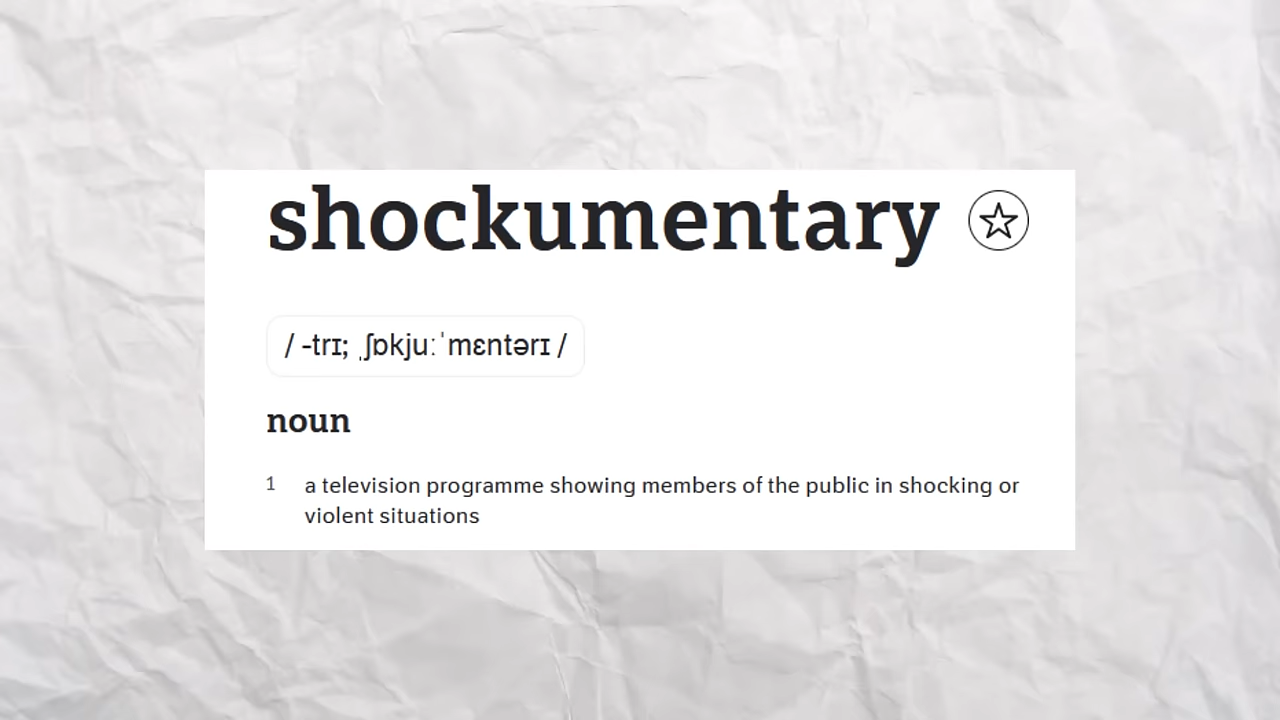 shockumentary
/ -trɪ; ˌʃɒkjuːˈmɛntərɪ /
noun
1 a television programme showing members of the public in shocking or
violent situations